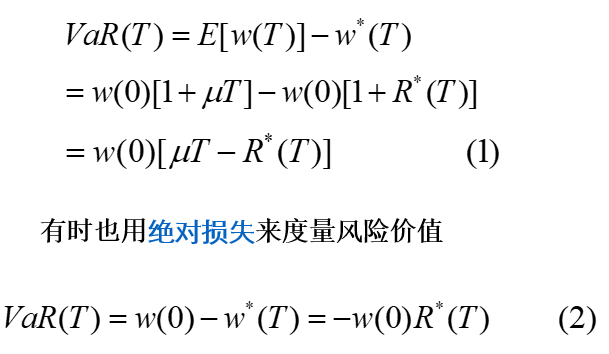 VaR(T) = E[w(T)] − w*(T)
= w(0)[1 + μT] − w(0)[1 + R*(T)]
= w(0)[μT − R*(T)] (1)
有时也用绝对损失来度量风险价值
VaR(T) = w(0) − w*(T) = −w(0)R*(T) (2)